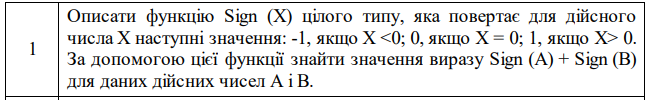 1
Описати функцію Sign (X) цілого типу, яка повертає для дійсного
числа X наступні значення: -1, якщо X <0; 0, якщо X = 0; 1, якщо X> 0.
За допомогою цієї функції знайти значення виразу Sign (A) + Sign (B)
для даних дійсних чисел A і B.